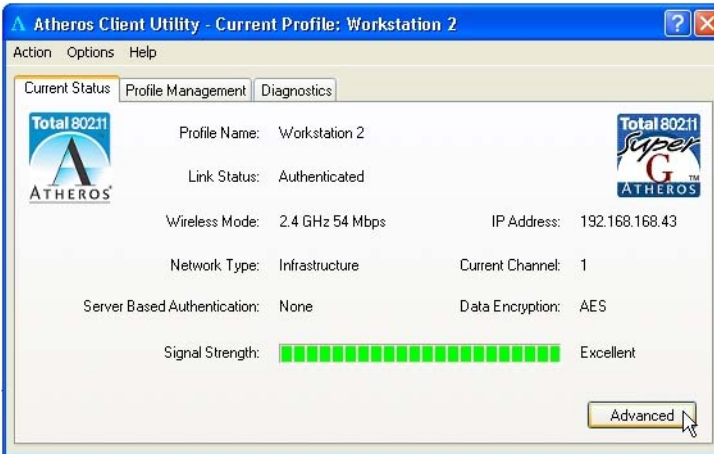 Atheros Client Utility - Current Profile: Workstation 2
Action Options Help
Current Status Profile Management Diagnostics
Total 802.11
ATHEROS
Total 802.11
Super
G TM
ATHEROS
Profile Name: Workstation 2
Link Status: Authenticated
Wireless Mode: 2.4 GHz 54 Mbps IP Address: 192.168.168.43
Network Type: Infrastructure Current Channel: 1
Server Based Authentication: None Data Encryption: AES
Signal Strength: Excellent
Advanced